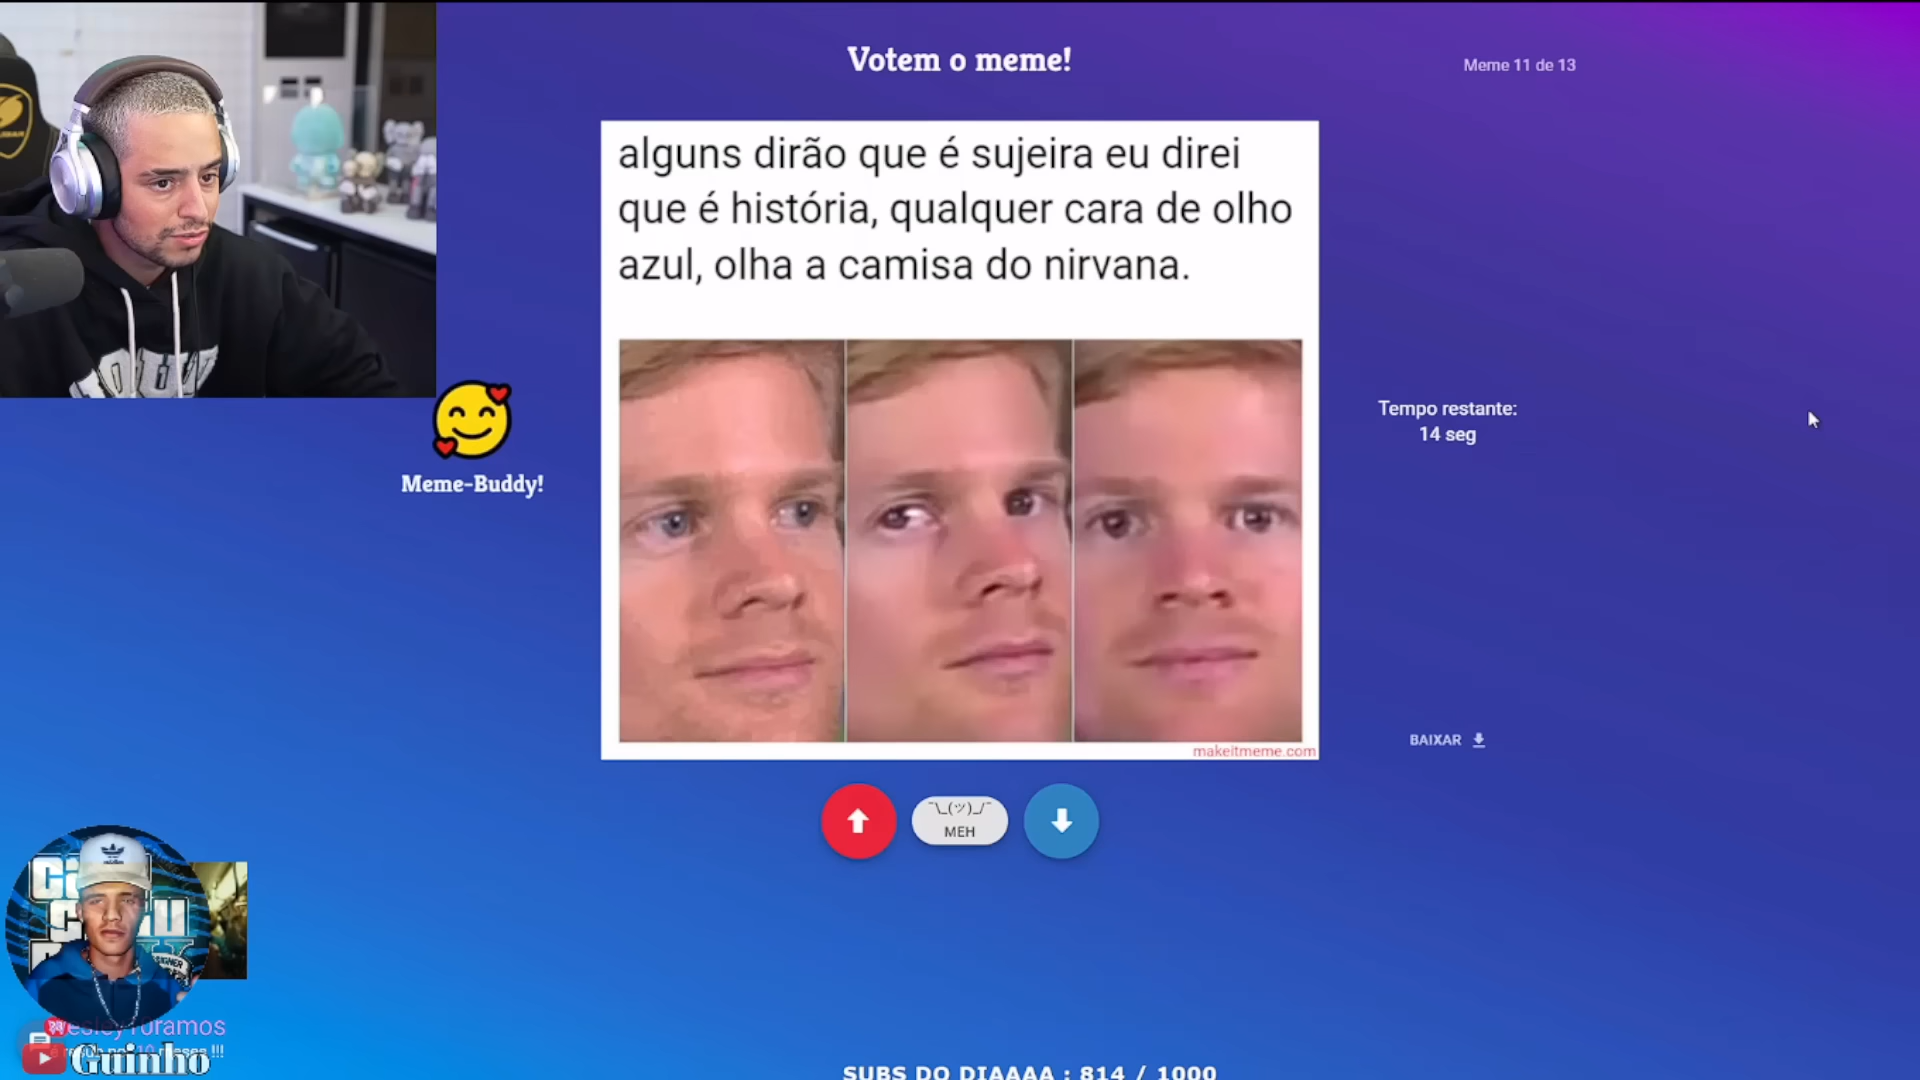 Votem o meme!
Meme 11 de 13
alguns dirão que é sujeira eu direi
que é história, qualquer cara de olho
azul, olha a camisa do nirvana.
Tempo restante:
14 seg
Meme-Buddy!
BAIXAR
makeitmeme.com
¯\_(ツ)_/¯
MEH
Guinho
SUBS DO DIAAAA : 814 / 1000